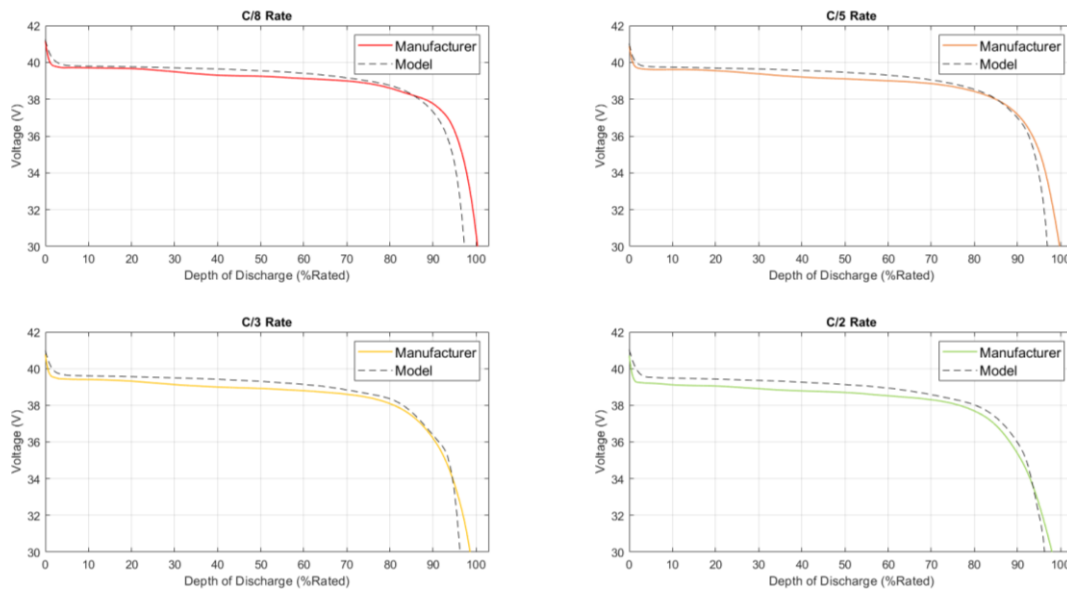 C/8 Rate
42
40
38
36
34
32
30
Voltage (V)
Manufacturer
Model
0 10 20 30 40 50 60 70 80 90 100
Depth of Discharge (%Rated)
C/5 Rate
42
40
38
36
34
32
30
Voltage (V)
Manufacturer
Model
0 10 20 30 40 50 60 70 80 90 100
Depth of Discharge (%Rated)
C/3 Rate
42
40
38
36
34
32
30
Voltage (V)
Manufacturer
Model
0 10 20 30 40 50 60 70 80 90 100
Depth of Discharge (%Rated)
C/2 Rate
42
40
38
36
34
32
30
Voltage (V)
Manufacturer
Model
0 10 20 30 40 50 60 70 80 90 100
Depth of Discharge (%Rated)